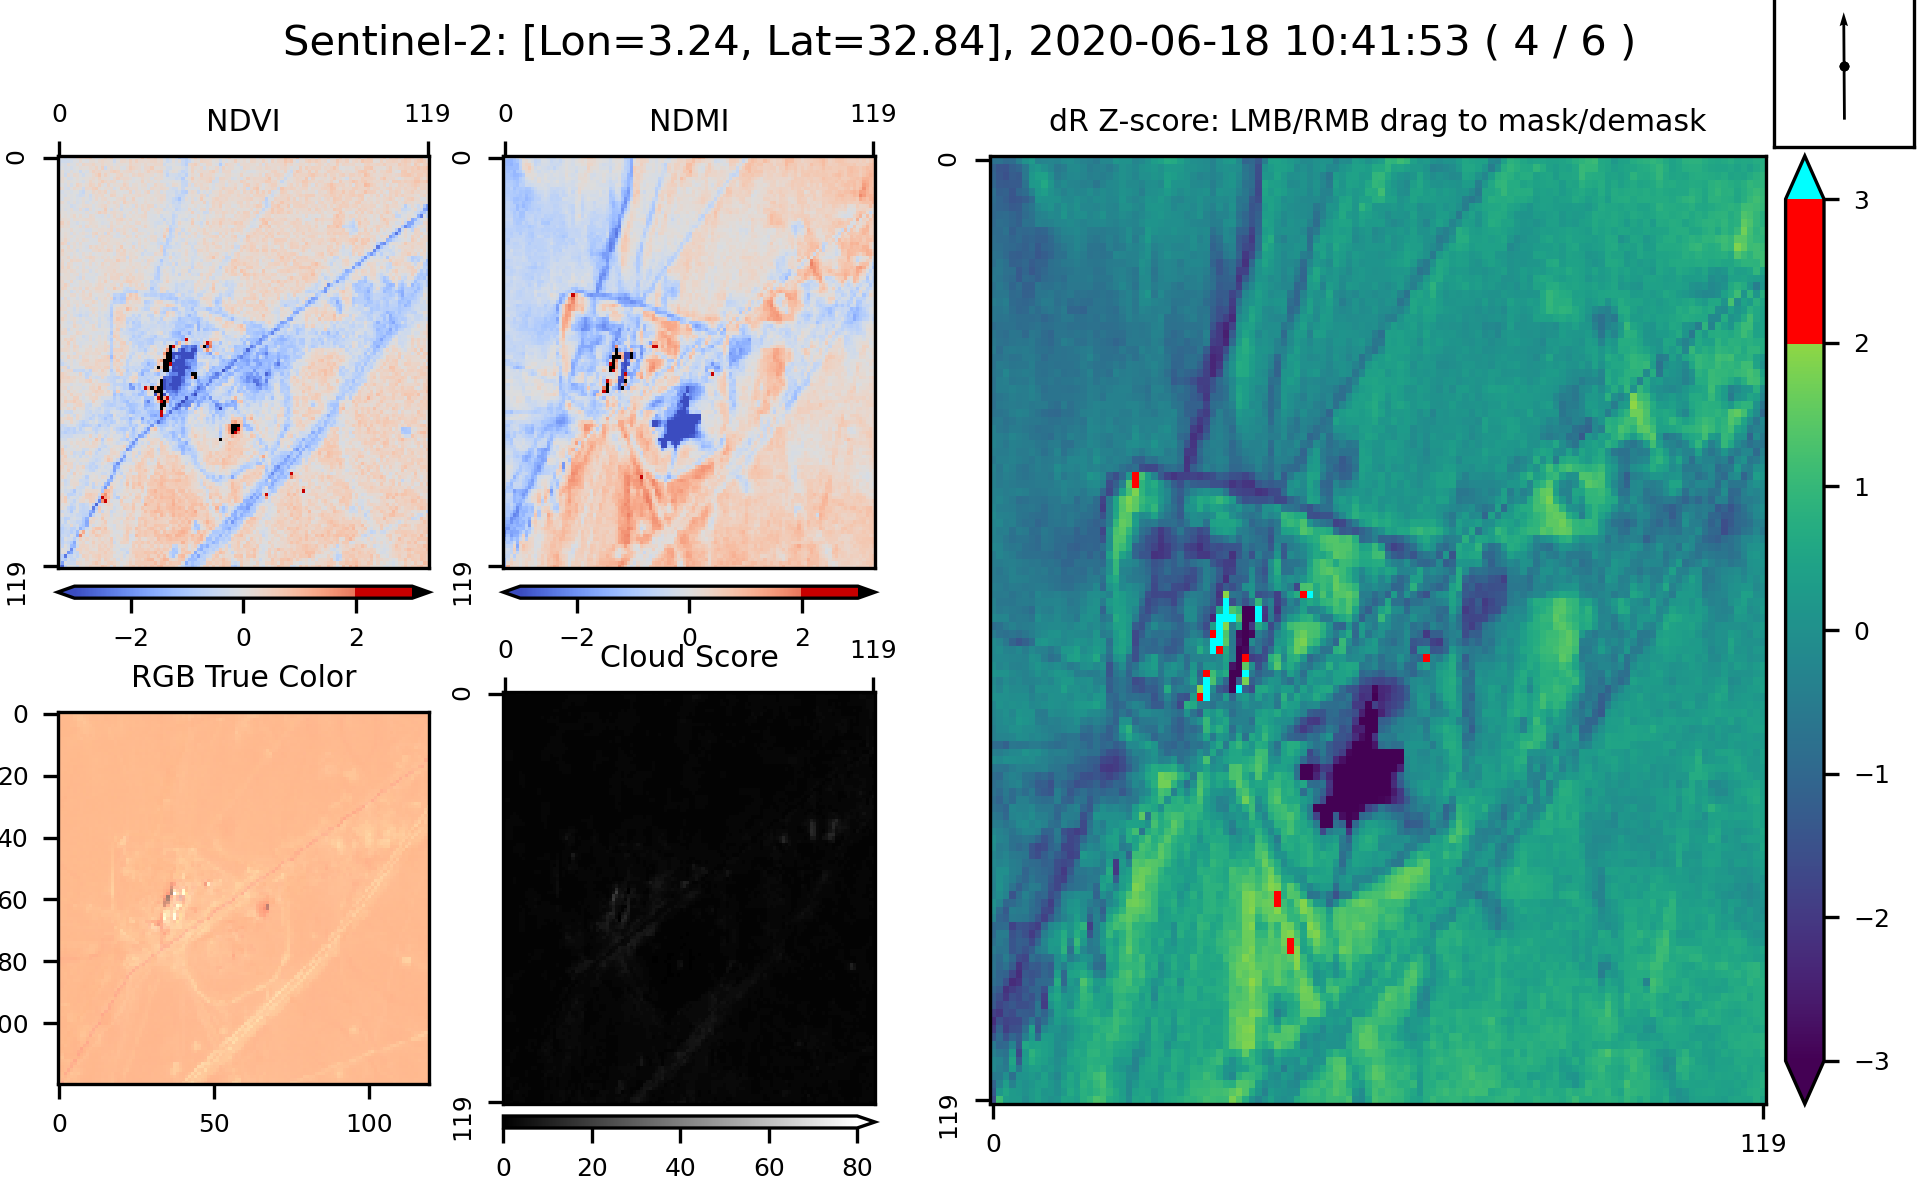 Sentinel-2: [Lon=3.24, Lat=32.84], 2020-06-18 10:41:53 ( 4 / 6 )
NDVI
0 119
0
119
−2 0 2
NDMI
0 119
0
119
−2 0 2
dR Z-score: LMB/RMB drag to mask/demask
0
119
0 119
3
2
1
0
−1
−2
−3
RGB True Color
0
20
40
60
80
00
0 50 100
Cloud Score
0 119
0
119
0 20 40 60 80